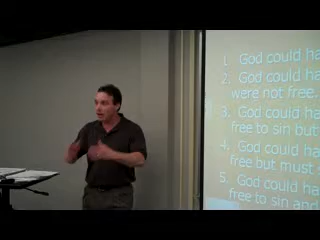 1. God could ha
2. God could ha
were not free.
3. God could ha
free to sin but
4. God could ha
free but must s
5. God could ha
free to sin and